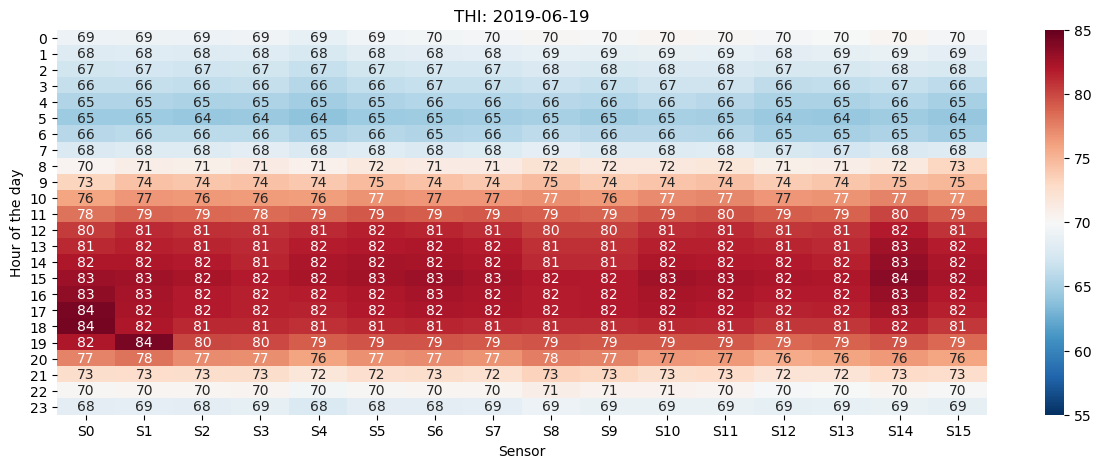 THI: 2019-06-19
Hour of the day
0 69 69 69 69 69 69 70 70 70 70 70 70 70 70 70 70
1 68 68 68 68 68 68 68 68 69 69 69 69 68 69 69 69
2 67 67 67 67 67 67 67 67 68 68 68 68 67 67 68 68
3 66 66 66 66 66 66 67 67 67 67 67 67 66 66 67 66
4 65 65 65 65 65 65 66 66 66 66 66 66 65 65 66 65
5 65 65 64 64 64 65 65 65 65 65 65 65 64 64 65 64
6 66 66 66 66 65 66 65 66 66 66 66 66 65 65 65 65
7 68 68 68 68 68 68 68 68 69 68 68 68 67 67 68 68
8 70 71 71 71 71 72 71 71 72 72 72 72 71 71 72 73
9 73 74 74 74 74 75 74 74 75 74 74 74 74 74 75 75
10 76 77 76 76 76 77 77 77 77 76 77 77 77 77 77 77
11 78 79 79 78 79 79 79 79 79 79 79 80 79 79 80 79
12 80 81 81 81 81 82 81 81 80 80 81 81 81 81 82 81
13 81 82 81 81 82 82 82 82 81 81 82 82 81 82 83 82
14 82 82 82 81 82 82 82 82 81 81 82 82 82 82 83 82
15 83 83 82 82 82 83 83 83 82 82 83 83 82 82 84 82
16 83 83 82 82 82 82 83 82 82 82 82 82 82 82 83 82
17 84 82 82 82 82 82 82 82 82 82 82 82 82 82 83 82
18 84 82 81 81 81 81 81 81 81 81 81 81 81 81 82 81
19 82 84 80 80 79 79 79 79 79 79 79 79 79 79 79 79
20 77 78 77 77 76 77 77 77 78 77 77 77 76 76 76 76
21 73 73 73 73 72 72 73 72 73 73 73 73 72 72 73 73
22 70 70 70 70 70 70 70 70 71 71 71 70 70 70 70 70
23 68 69 68 69 68 68 68 69 69 69 69 69 69 69 69 69
S0 S1 S2 S3 S4 S5 S6 S7 S8 S9 S10 S11 S12 S13 S14 S15
Sensor
85
80
75
70
65
60
55